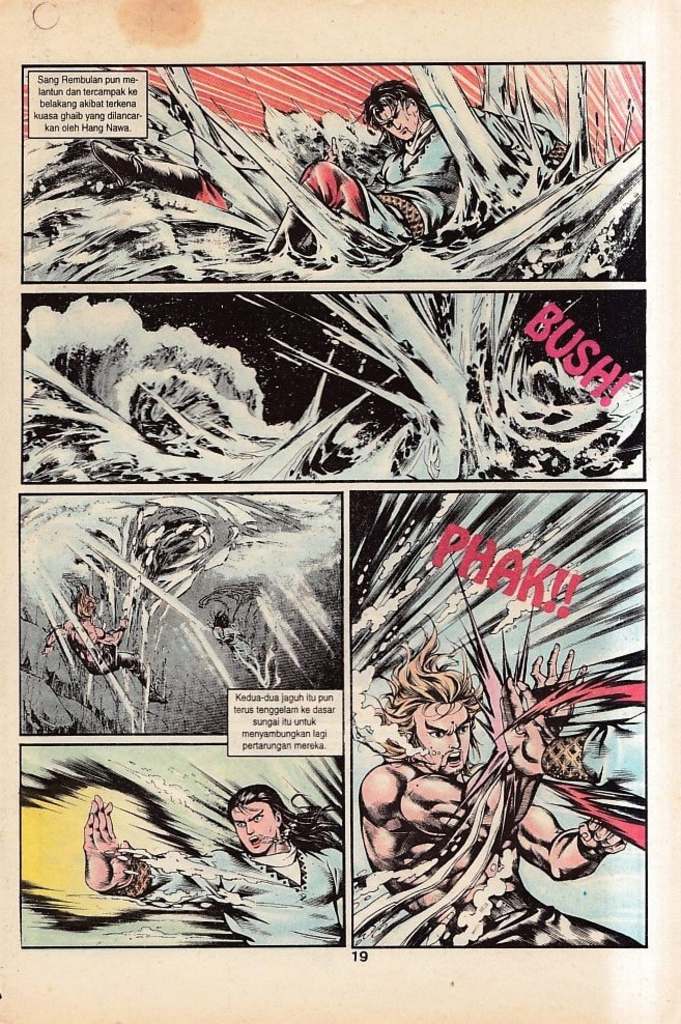 Sang Rembulan pun me-
lantun dan tercampak ke
belakang akibat terkena
kuasa ghaib yang dilancar-
kan oleh Hang Nawa.
BUSH!
PHAK!!
Kedua-dua jaguh itu pun
terus tenggelam ke dasar
sungai itu untuk
menyambungkan lagi
pertarungan mereka.
19